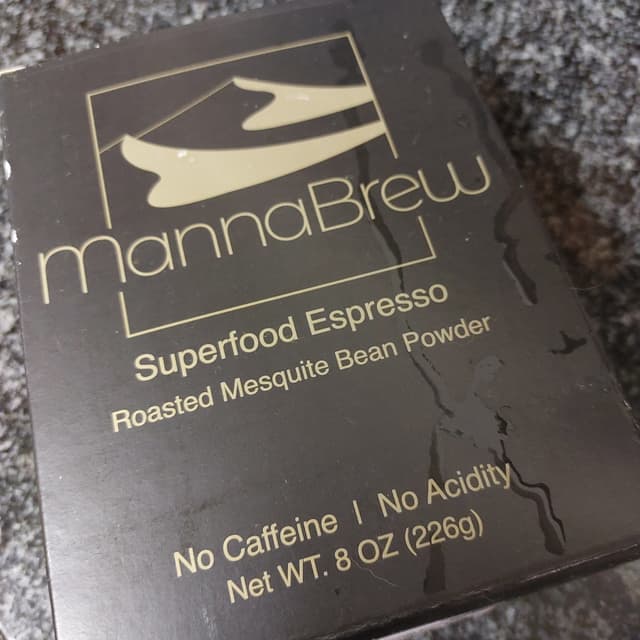 mannaBrew
Superfood Espresso
Roasted Mesquite Bean Powder
No Caffeine | No Acidity
Net WT. 8 OZ (226g)